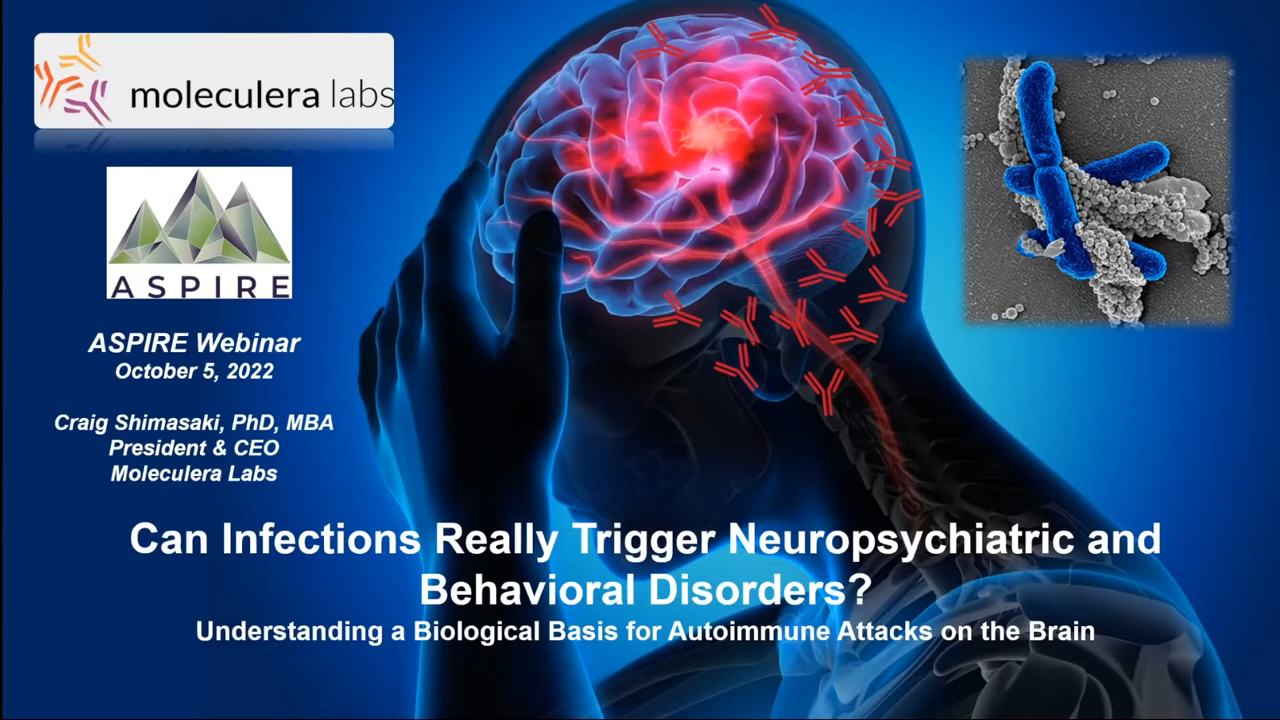 moleculera labs
ASPIRE
ASPIRE Webinar
October 5, 2022
Craig Shimasaki, PhD, MBA
President & CEO
Moleculera Labs
Can Infections Really Trigger Neuropsychiatric and
Behavioral Disorders?
Understanding a Biological Basis for Autoimmune Attacks on the Brain